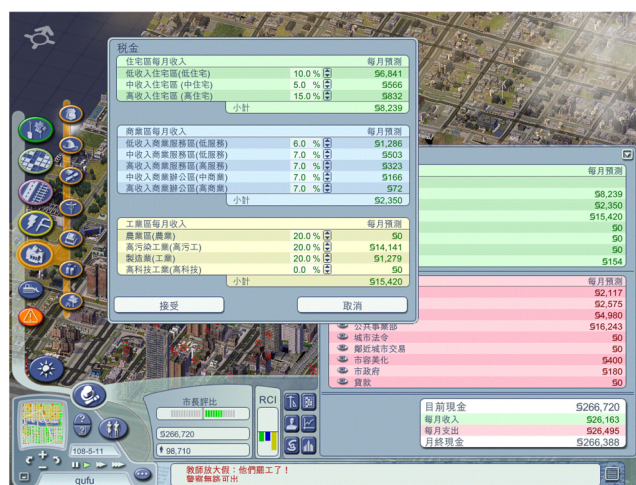 税金
住宅區每月收入 每月預測
低收入住宅區(低住宅) 10.0 % §6,841
中收入住宅區 (中住宅) 5.0 % §566
高收入住宅區 (高住宅) 15.0 % §832
小計 §8,239
商業區每月收入 每月預測
低收入商業服務區(低服務) 6.0 % §1,286
中收入商業服務區(中服務) 7.0 % §503
高收入商業服務區(高服務) 7.0 % §323
中收入商業辦公區(中商業) 7.0 % §166
高收入商業辦公區(高商業) 7.0 % §72
小計 §2,350
工業區每月收入 每月預測
農業區(農業) 20.0 % §0
高污染工業(高污工) 20.0 % §14,141
製造業(工業) 20.0 % §1,279
高科技工業(高科技) 0.0 % §0
小計 §15,420
接受 取消
每月預測
§8,239
§2,350
§15,420
§0
§0
§0
§0
§154
每月預測
§2,117
§2,575
§4,980
公共事業部 §16,243
城市法令 §0
鄰近城市交易 §0
市容美化 §400
市政府 §180
貸款 §0
目前現金 §266,720
每月收入 §26,163
每月支出 §26,495
月終現金 §266,388
市長評比
RCI
§266,720
98,710
108-5-11
qufu
教師放大假：他們罷工了！
警察無路可出